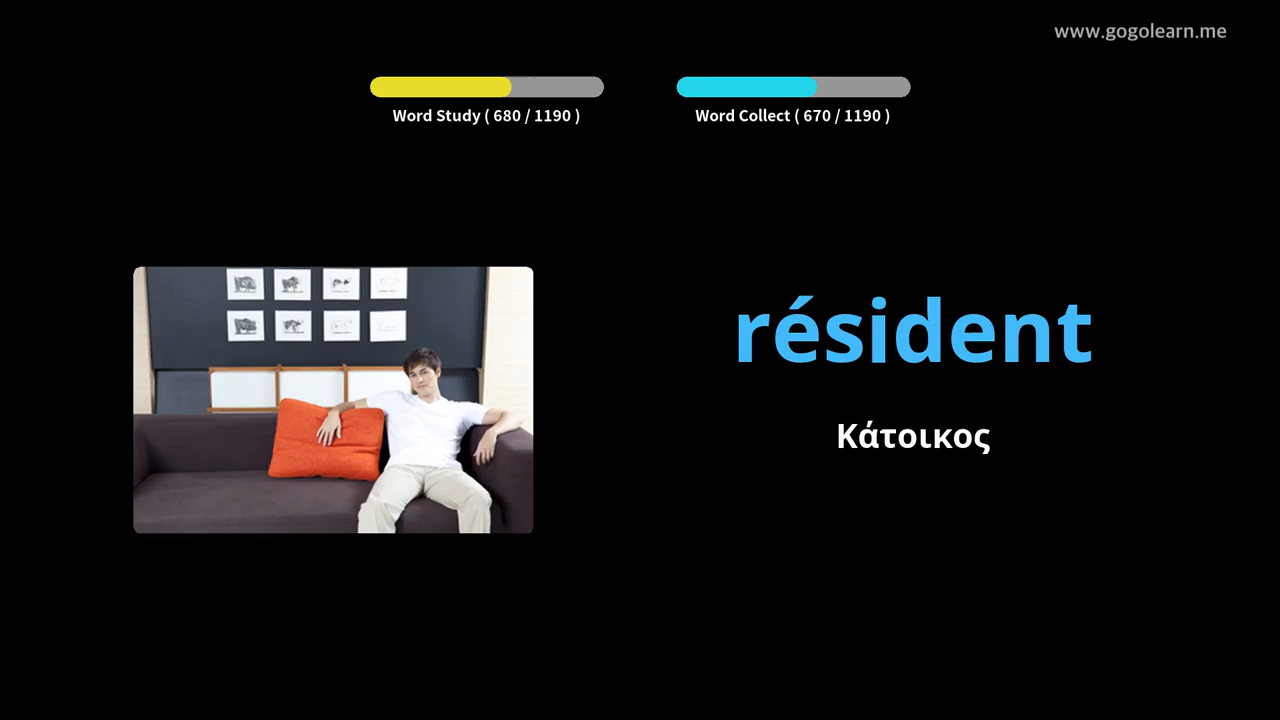 www.gogolearn.me
Word Study ( 680 / 1190 )
Word Collect ( 670 / 1190 )
résident
Κάτοικος